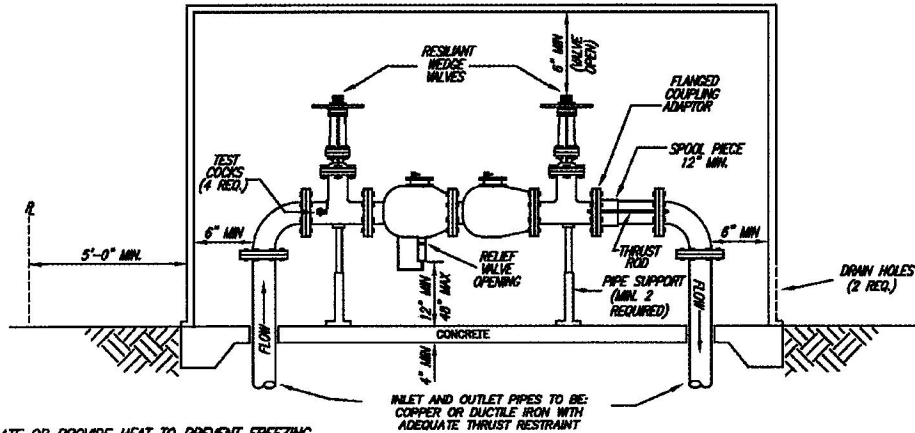 RESILIANT
WEDGE
VALVES
6" MIN
(VALVE
OPEN)
FLANGED
COUPLING
ADAPTOR
SPOOL PIECE
12" MIN.
TEST
COCKS
(4 REQ.)
6" MIN
5'-0" MIN.
RELIEF
VALVE
OPENING
12" MIN
48" MAX
THRUST
ROD
6" MIN
PIPE SUPPORT
(MIN. 2
REQUIRED)
DRAIN HOLES
(2 REQ.)
FLOW
FLOW
CONCRETE
4" MIN
INLET AND OUTLET PIPES TO BE:
COPPER OR DUCTILE IRON WITH
ADEQUATE THRUST RESTRAINT
ATE OR PROVIDE HEAT TO PREVENT FREEZING